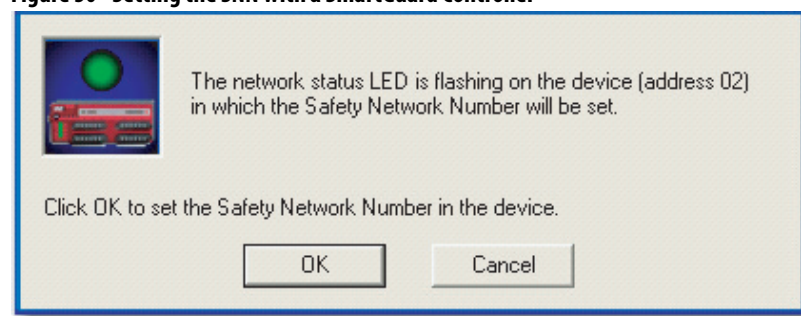 Figure 36 - Setting the SNN with a SmartGuard Controller
The network status LED is flashing on the device (address 02)
in which the Safety Network Number will be set.
Click OK to set the Safety Network Number in the device.
OK
Cancel